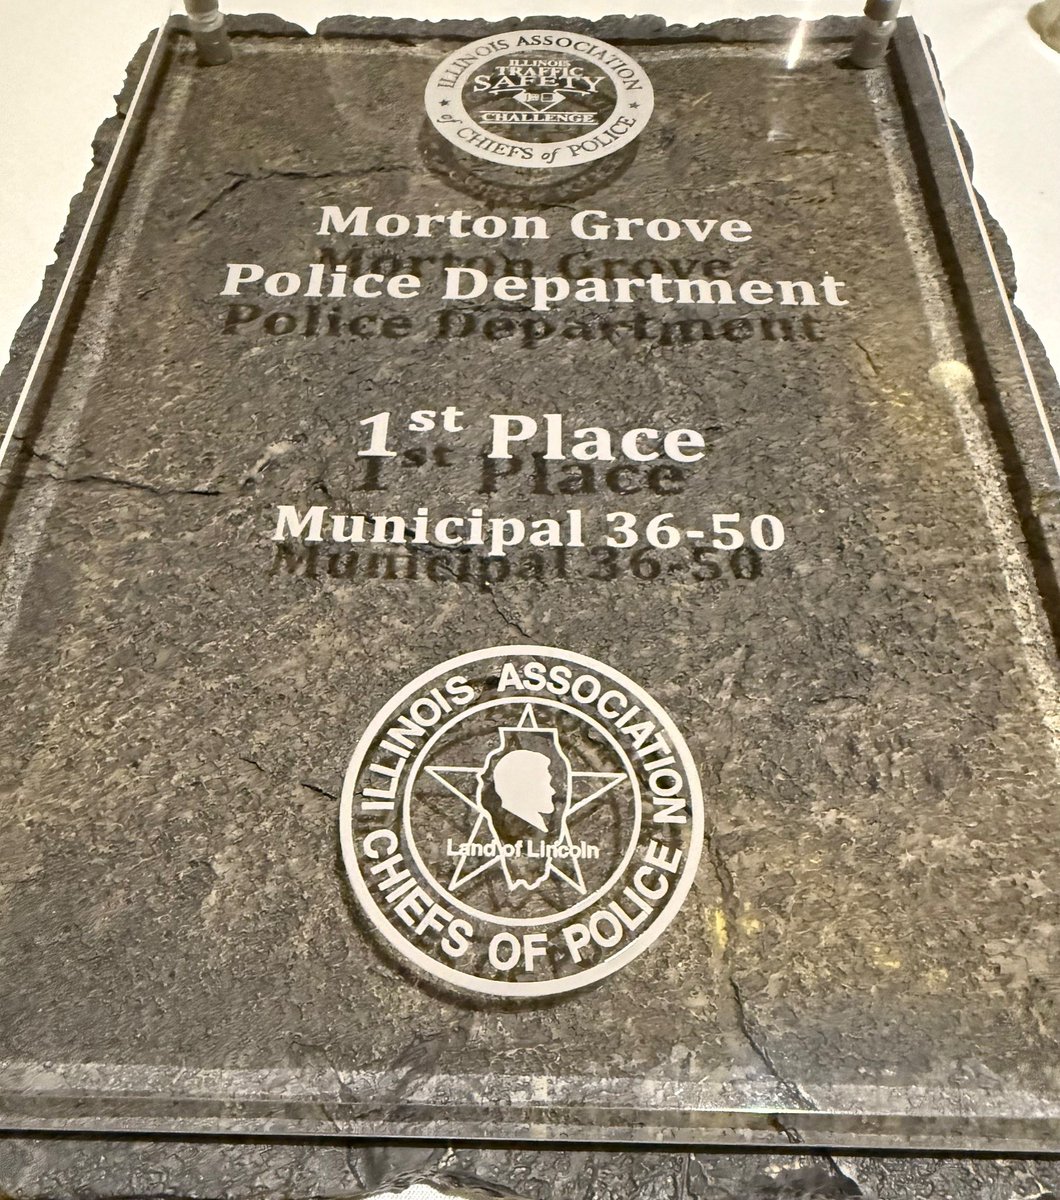 ILLINOIS ASSOCIATION
of CHIEFS of POLICE
ILLINOIS
TRAFFIC
SAFETY
CHALLENGE
Morton Grove
Police Department
1st Place
Municipal 36-50
ILLINOIS ASSOCIATION
CHIEFS OF POLICE
Land of Lincoln